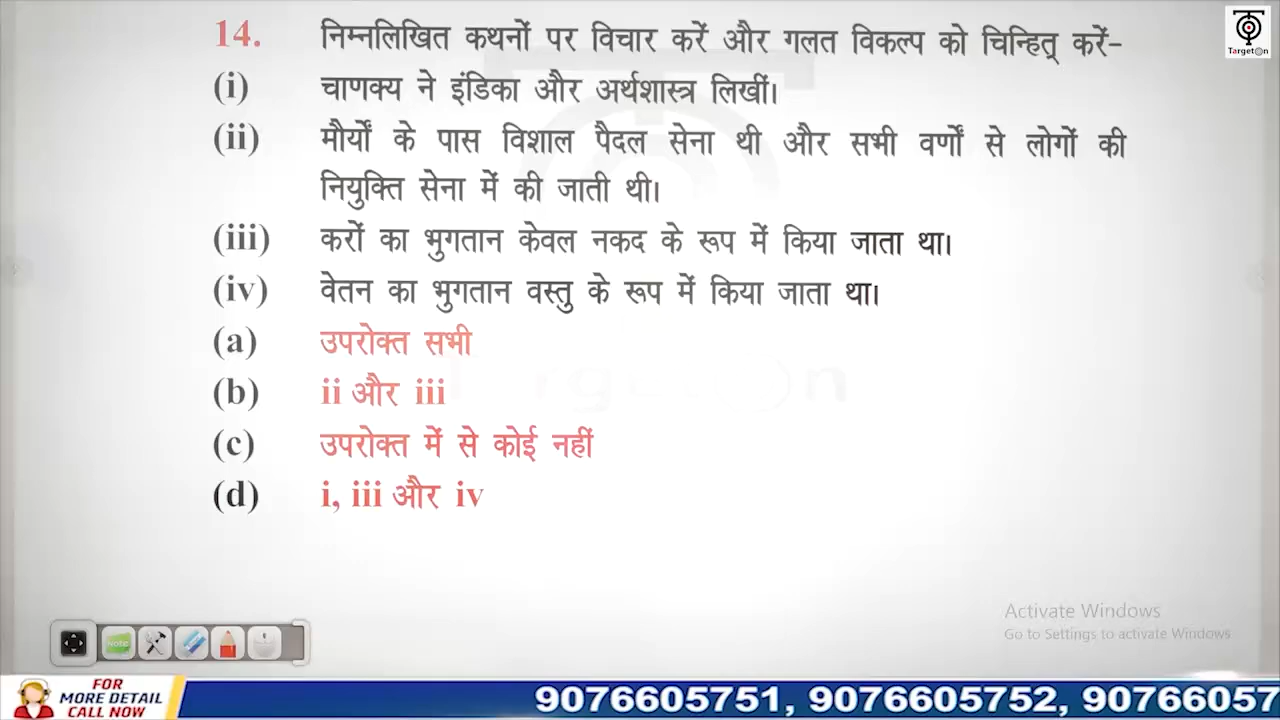 TargetOn
14. निम्नलिखित कथनों पर विचार करें और गलत विकल्प को चिन्हित् करें-
(i) चाणक्य ने इंडिका और अर्थशास्त्र लिखीं।
(ii) मौर्यों के पास विशाल पैदल सेना थी और सभी वर्णों से लोगों की
नियुक्ति सेना में की जाती थी।
(iii) करों का भुगतान केवल नकद के रूप में किया जाता था।
(iv) वेतन का भुगतान वस्तु के रूप में किया जाता था।
(a) उपरोक्त सभी
(b) ii और iii
(c) उपरोक्त में से कोई नहीं
(d) i, iii और iv
Activate Windows
Go to Settings to activate Windows
NOTE
FOR
MORE DETAIL
CALL NOW
9076605751, 9076605752, 90766057